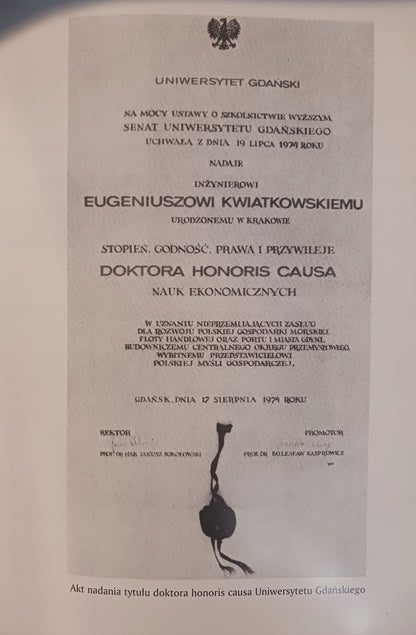 UNIWERSYTET GDAŃSKI
NA MOCY USTAWY O SZKOLNICTWIE WYŻSZYM
SENAT UNIWERSYTETU GDAŃSKIEGO
UCHWAŁĄ Z DNIA 19 LIPCA 1974 ROKU
NADAJE
INŻYNIEROWI
EUGENIUSZOWI KWIATKOWSKIEMU
URODZONEMU W KRAKOWIE
STOPIEŃ, GODNOŚĆ, PRAWA I PRZYWILEJE
DOKTORA HONORIS CAUSA
NAUK EKONOMICZNYCH
W UZNANIU NIEPRZEMIJAJĄCYCH ZASŁUG
DLA ROZWOJU POLSKIEJ GOSPODARKI MORSKIEJ,
FLOTY HANDLOWEJ ORAZ PORTU I MIASTA GDYNI,
BUDOWNICZEMU CENTRALNEGO OKRĘGU PRZEMYSŁOWEGO,
WYBITNEMU PRZEDSTAWICIELOWI
POLSKIEJ MYŚLI GOSPODARCZEJ.
GDAŃSK, DNIA 17 SIERPNIA 1974 ROKU
REKTOR PROMOTOR
PROF. DR HAB. JANUSZ SOKOŁOWSKI PROF. DR. BOLESŁAW KASPROWICZ
Akt nadania tytułu doktora honoris causa Uniwersytetu Gdańskiego